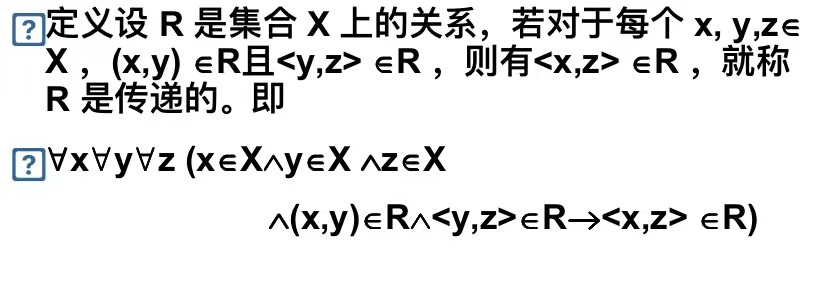 定义设 R 是集合 X 上的关系，若对于每个 x, y,z∈
X ，(x,y) ∈R且<y,z> ∈R ，则有<x,z> ∈R ，就称
R 是传递的。即
∀x∀y∀z (x∈X∧y∈X ∧z∈X
∧(x,y)∈R∧<y,z>∈R→<x,z> ∈R)